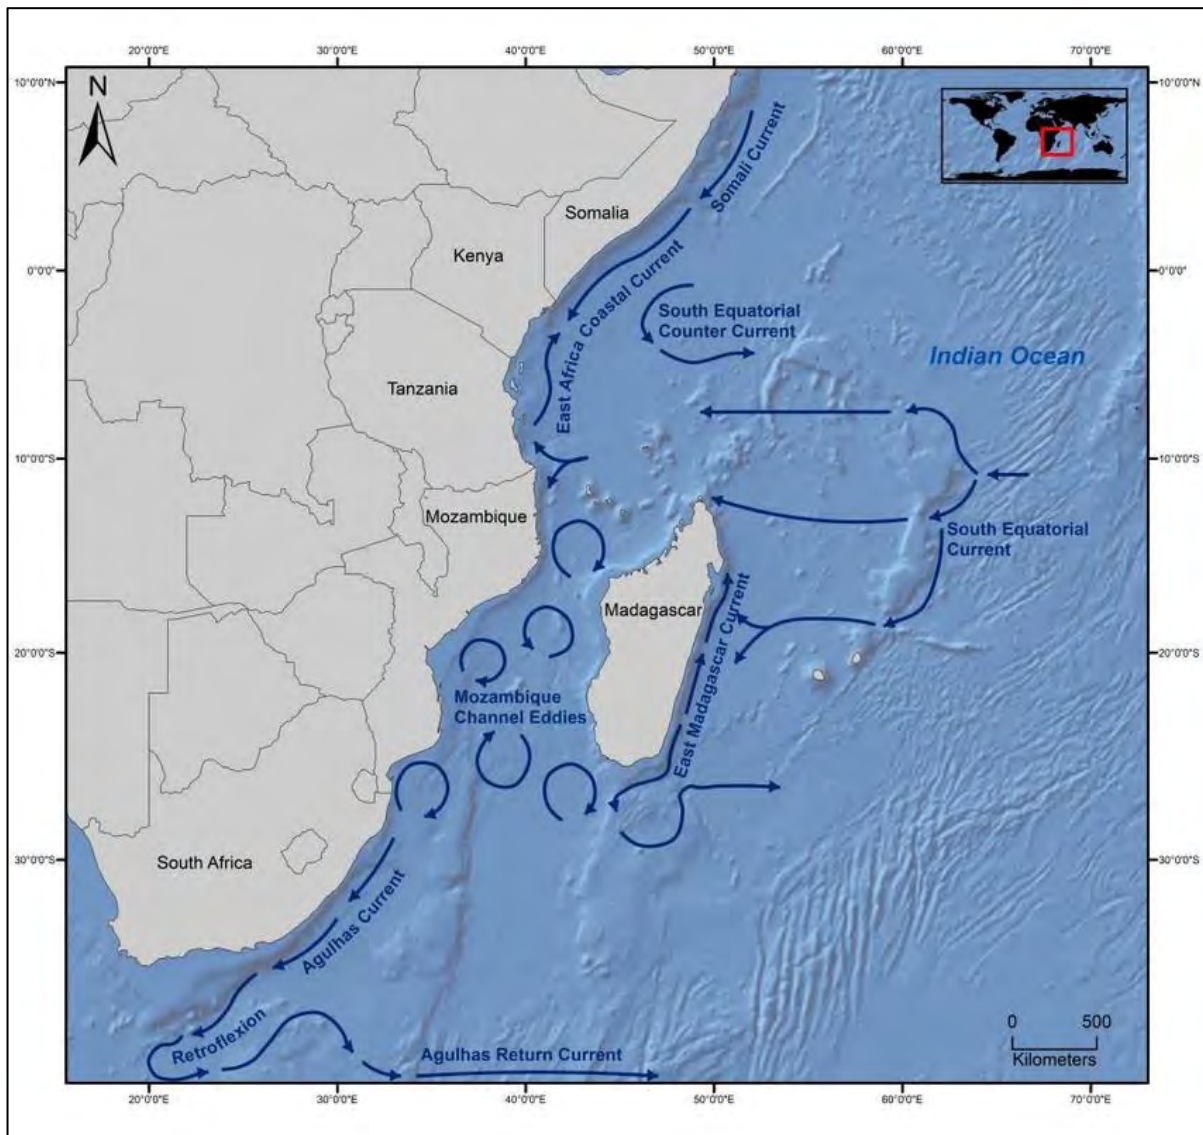 20°0'0"E
30°0'0"E
40°0'0"E
50°0'0"E
60°0'0"E
70°0'0"E
10°0'0"N
10°0'0"N
N
Somali Current
Somalia
Kenya
0°0'0"
0°0'0"
East Africa Coastal Current
South Equatorial
Counter Current
Indian Ocean
Tanzania
10°0'0"S
10°0'0"S
Mozambique
South Equatorial
Current
Madagascar
East Madagascar Current
20°0'0"S
20°0'0"S
Mozambique
Channel Eddies
30°0'0"S
30°0'0"S
South Africa
Agulhas Current
Retroflexion
Agulhas Return Current
0
500
Kilometers
20°0'0"E
30°0'0"E
40°0'0"E
50°0'0"E
60°0'0"E
70°0'0"E